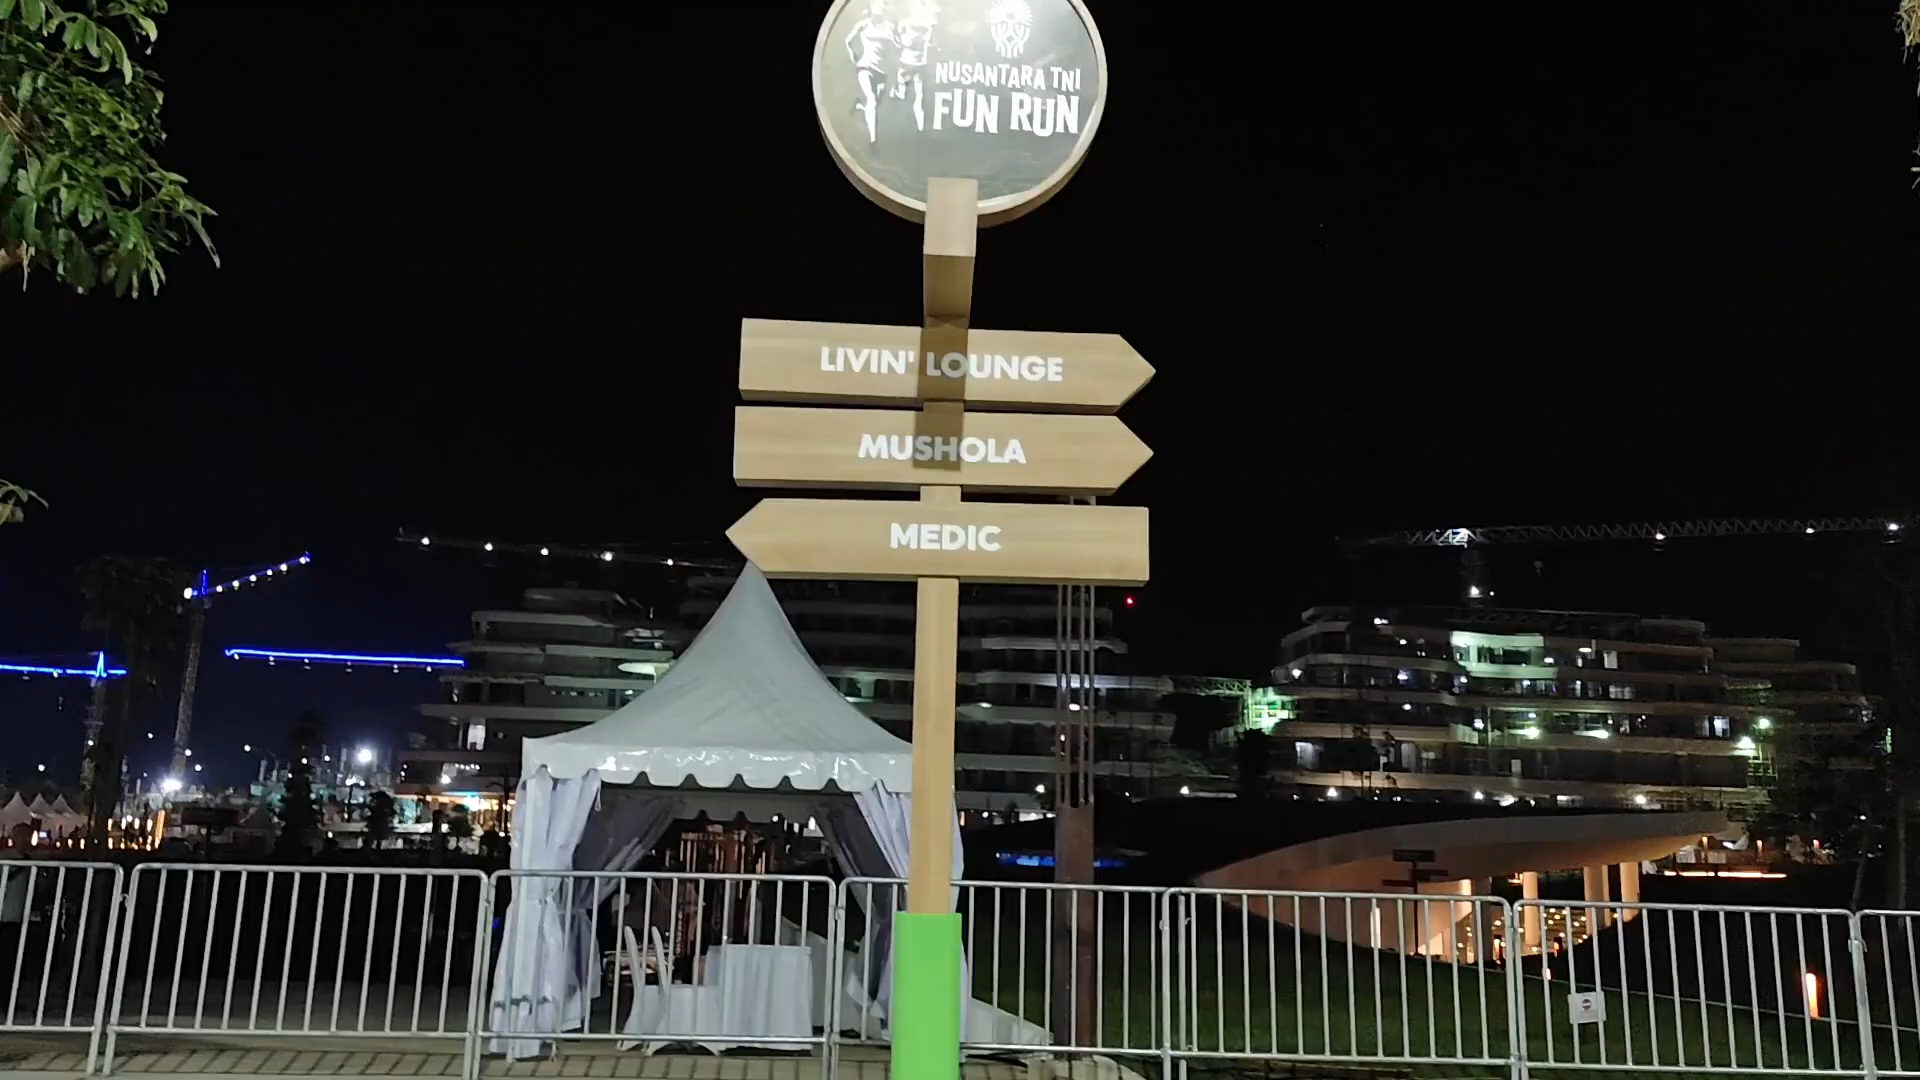 NUSANTARA TNI
FUN RUN
LIVIN' LOUNGE
MUSHOLA
MEDIC